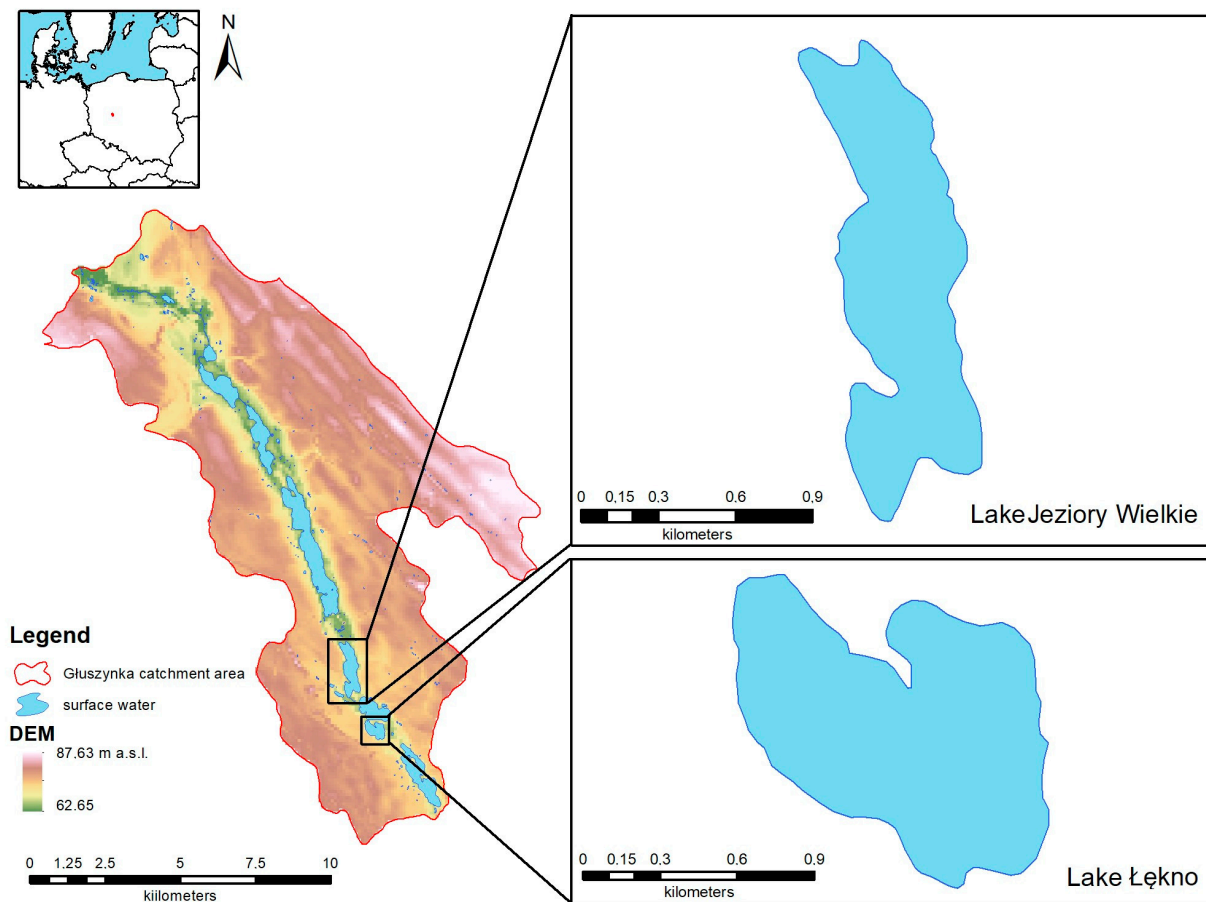 N
Legend
Głuszynka catchment area
surface water
DEM
87.63 m a.s.l.
62.65
0 1.25 2.5 5 7.5 10
kiilometers
0 0,15 0.3 0.6 0.9
kilometers
LakeJeziory Wielkie
0 0.15 0.3 0.6 0.9
kilometers
Lake Łękno